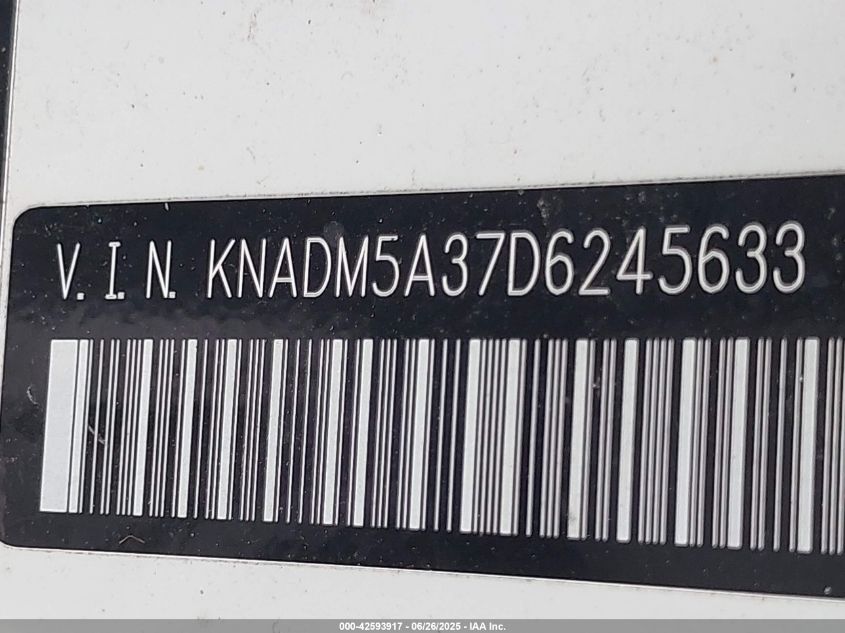 V.I.N. KNADM5A37D6245633
000-42593917 - 06/26/2025 - IAA Inc.